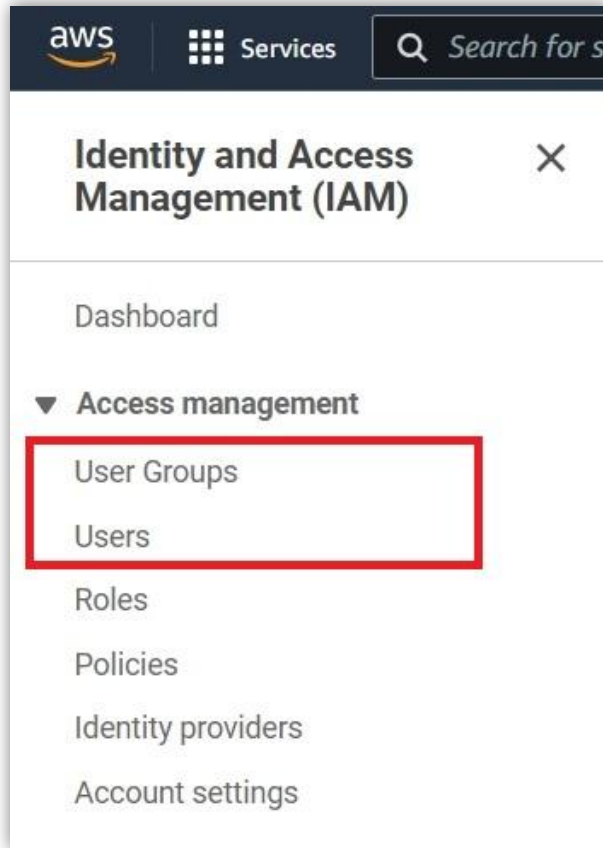 aws
Services
Search for s
Identity and Access
Management (IAM)
Dashboard
Access management
User Groups
Users
Roles
Policies
Identity providers
Account settings